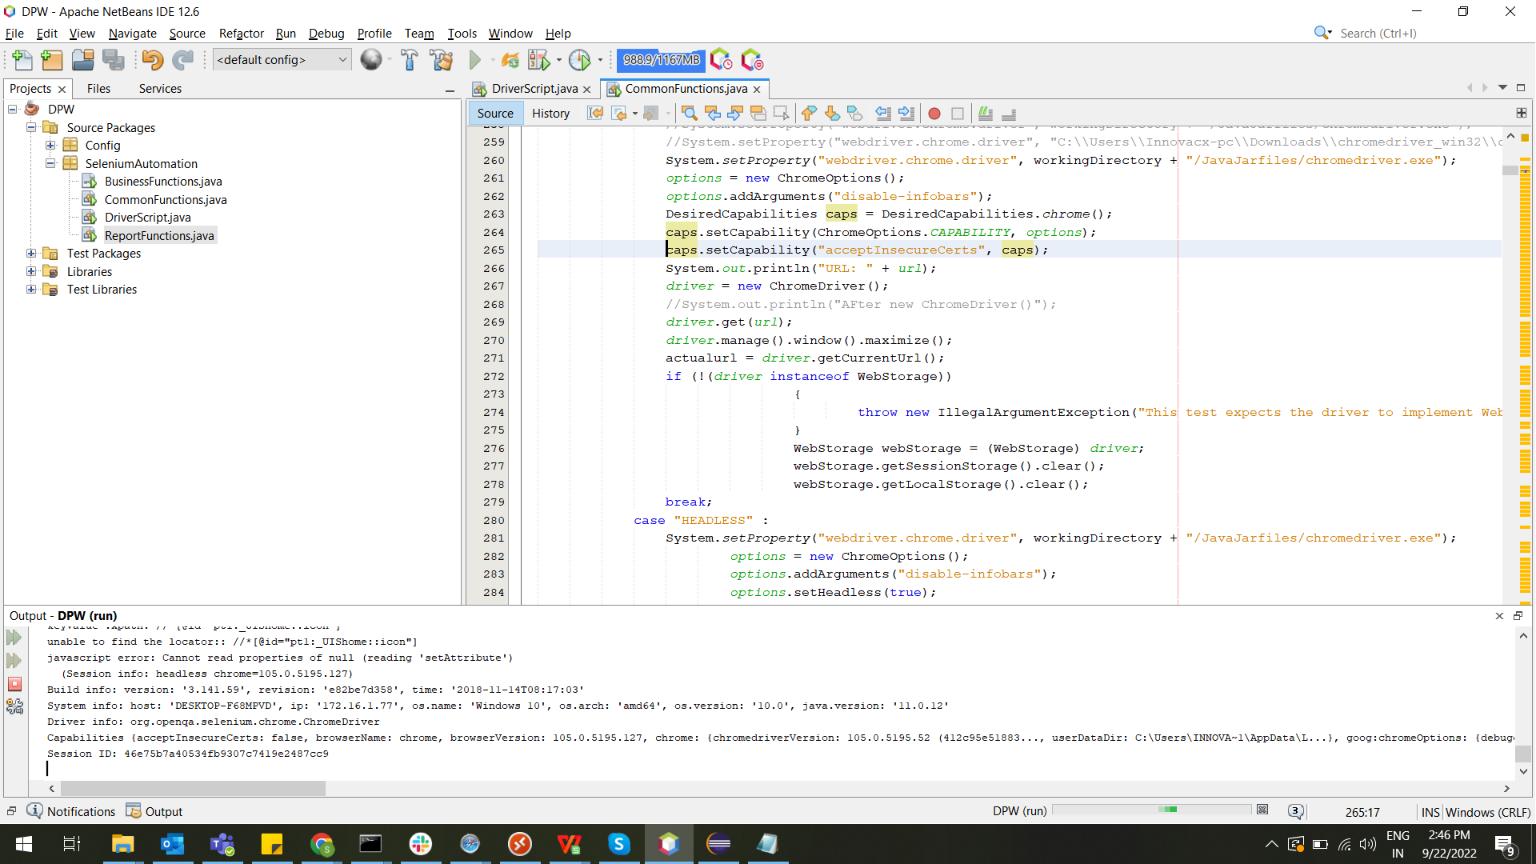 DPW - Apache NetBeans IDE 12.6
File Edit View Navigate Source Refactor Run Debug Profile Team Tools Window Help
Search (Ctrl+I)
<default config>
988.9/1167MB
Projects Files Services
DriverScript.java CommonFunctions.java
Source History
DPW
Source Packages
Config
SeleniumAutomation
BusinessFunctions.java
CommonFunctions.java
DriverScript.java
ReportFunctions.java
Test Packages
Libraries
Test Libraries
259 //System.setProperty("webdriver.chrome.driver", "C:\\Users\\Innovacx-pc\\Downloads\\chromedriver_win32\\c
260 System.setProperty("webdriver.chrome.driver", workingDirectory + "/JavaJarfiles/chromedriver.exe");
261 options = new ChromeOptions();
262 options.addArguments("disable-infobars");
263 DesiredCapabilities caps = DesiredCapabilities.chrome();
264 caps.setCapability(ChromeOptions.CAPABILITY, options);
265 caps.setCapability("acceptInsecureCerts", caps);
266 System.out.println("URL: " + url);
267 driver = new ChromeDriver();
268 //System.out.println("AFter new ChromeDriver()");
269 driver.get(url);
270 driver.manage().window().maximize();
271 actualurl = driver.getCurrentUrl();
272 if (!(driver instanceof WebStorage))
273 {
274 throw new IllegalArgumentException("This test expects the driver to implement Web
275 }
276 WebStorage webStorage = (WebStorage) driver;
277 webStorage.getSessionStorage().clear();
278 webStorage.getLocalStorage().clear();
279 break;
280 case "HEADLESS" :
281 System.setProperty("webdriver.chrome.driver", workingDirectory + "/JavaJarfiles/chromedriver.exe");
282 options = new ChromeOptions();
283 options.addArguments("disable-infobars");
284 options.setHeadless(true);
Output - DPW (run)
unable to find the locator:: //*[@id="pt1:_UIShome::icon"]
javascript error: Cannot read properties of null (reading 'setAttribute')
(Session info: headless chrome=105.0.5195.127)
Build info: version: '3.141.59', revision: 'e82be7d358', time: '2018-11-14T08:17:03'
System info: host: 'DESKTOP-F68MPVD', ip: '172.16.1.77', os.name: 'Windows 10', os.arch: 'amd64', os.version: '10.0', java.version: '11.0.12'
Driver info: org.openqa.selenium.chrome.ChromeDriver
Capabilities {acceptInsecureCerts: false, browserName: chrome, browserVersion: 105.0.5195.127, chrome: {chromedriverVersion: 105.0.5195.52 (412c95e51883..., userDataDir: C:\Users\INNOVA~1\AppData\L...}, goog:chromeOptions: {debug
Session ID: 46e75b7a40534fb9307c7419e2487cc9
Notifications Output
DPW (run) 3 265:17 INS Windows (CRLF)
ENG
IN
2:46 PM
9/22/2022
9